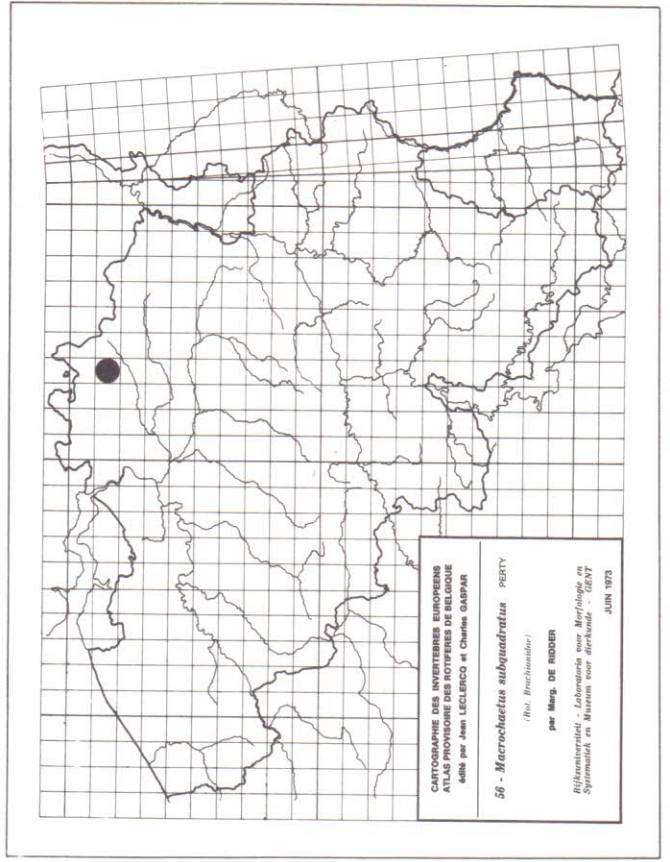 CARTOGRAPHIE DES INVERTEBRES EUROPEENS
ATLAS PROVISOIRE DES ROTIFERES DE BELGIQUE
édité par Jean LECLERCQ et Charles GASPAR
56 - Macrochaetus subquadratus PERTY
(Rot. Brachionidae)
par Marg. DE RIDDER
Rijksuniversiteit - Laboratoria voor Morfologie en
Systematiek en Museum voor dierkunde - GENT
JUIN 1973